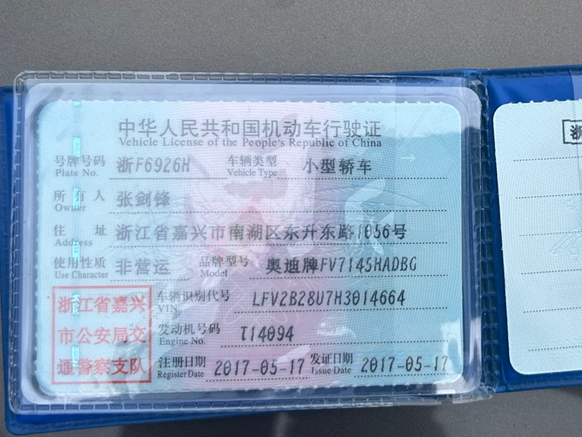 中华人民共和国机动车行驶证
Vehicle License of the People's Republic of China
号牌号码 浙F6926H 车辆类型 小型轿车
Plate No. Vehicle Type
所有人 张剑锋
Owner
住址 浙江省嘉兴市南湖区东升东路1056号
Address
使用性质 非营运 品牌型号 奥迪牌FV7145HADBG
Use Character Model
浙江省嘉兴
市公安局交
通警察支队
车辆识别代号 LFV2B28U7H3014664
VIN
发动机号码 T14094
Engine No.
注册日期 2017-05-17 发证日期 2017-05-17
Register Date Issue Date